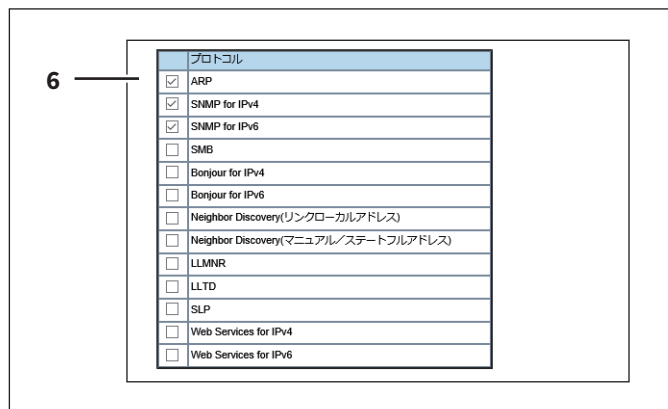 プロトコル
6
ARP
SNMP for IPv4
SNMP for IPv6
SMB
Bonjour for IPv4
Bonjour for IPv6
Neighbor Discovery(リンクローカルアドレス)
Neighbor Discovery(マニュアル／ステートフルアドレス)
LLMNR
LLTD
SLP
Web Services for IPv4
Web Services for IPv6